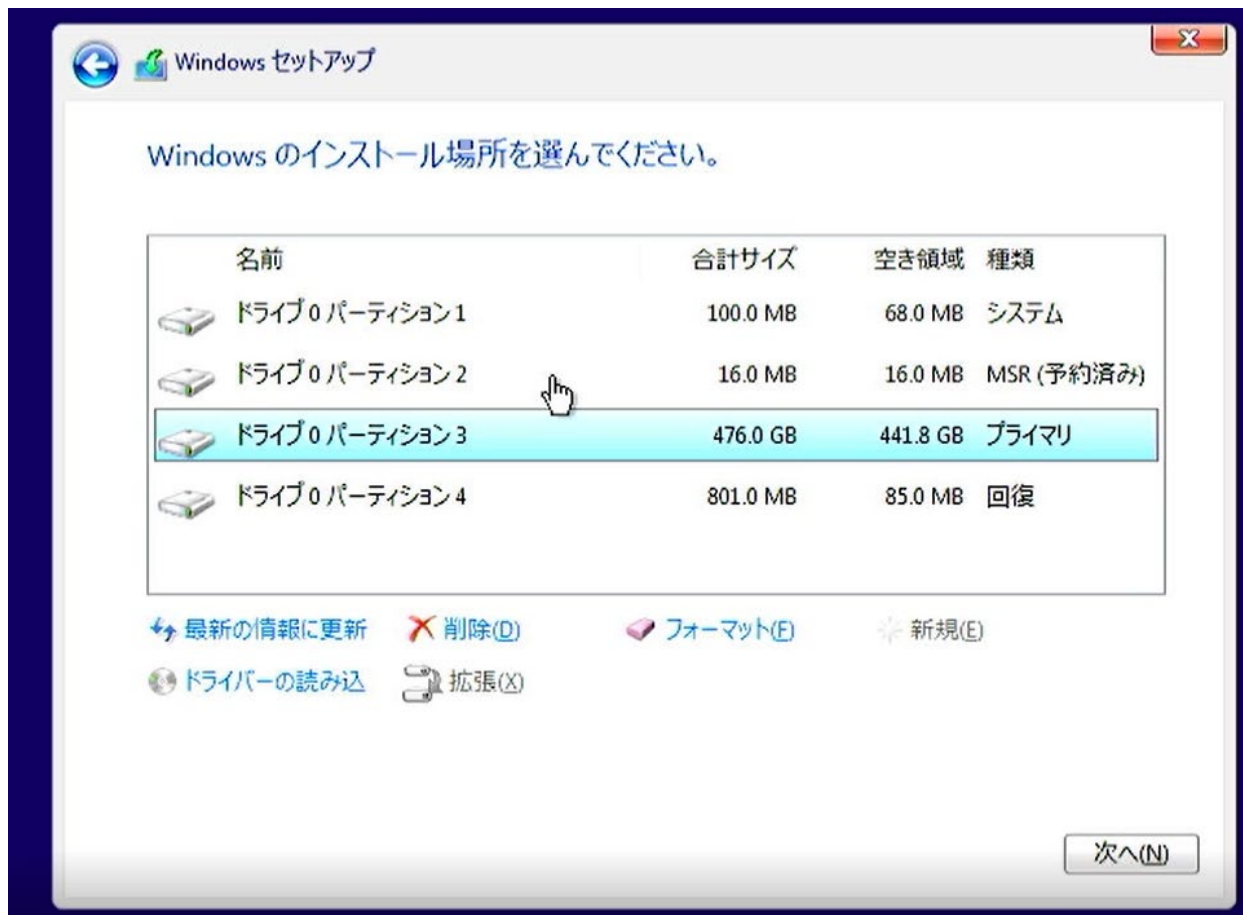 Windows セットアップ
Windows のインストール場所を選んでください。
名前 合計サイズ 空き領域 種類
ドライブ 0 パーティション 1 100.0 MB 68.0 MB システム
ドライブ 0 パーティション 2 16.0 MB 16.0 MB MSR (予約済み)
ドライブ 0 パーティション 3 476.0 GB 441.8 GB プライマリ
ドライブ 0 パーティション 4 801.0 MB 85.0 MB 回復
最新の情報に更新 削除(D) フォーマット(F) 新規(E)
ドライバーの読み込 拡張(X)
次へ(N)